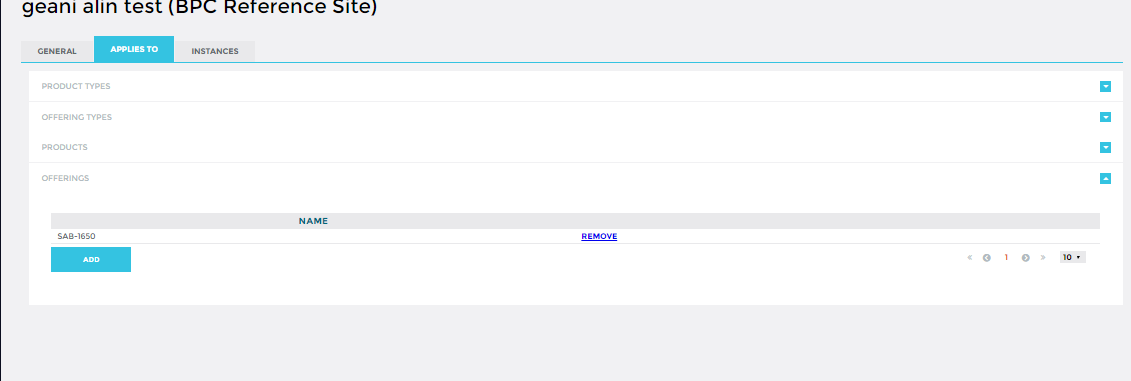 geani alin test (BPC Reference Site)
GENERAL APPLIES TO INSTANCES
PRODUCT TYPES
OFFERING TYPES
PRODUCTS
OFFERINGS
NAME
SAB-1650 REMOVE
ADD « 1 » 10